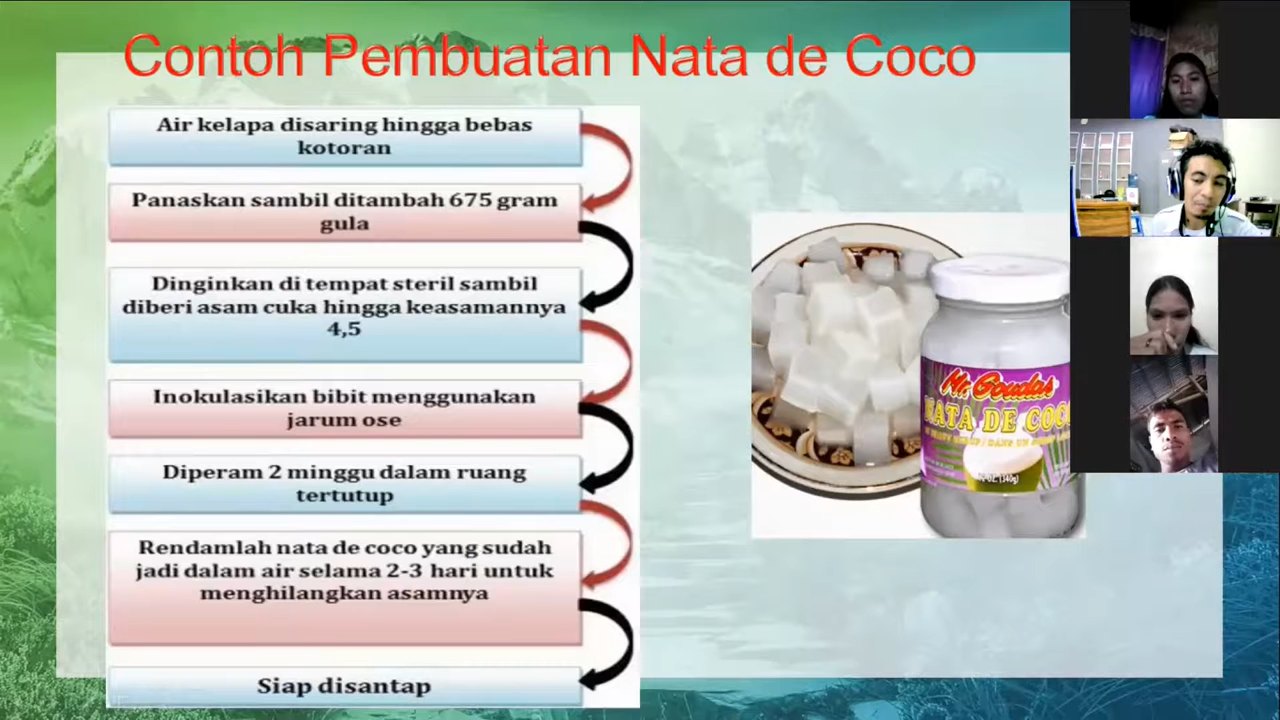 Contoh Pembuatan Nata de Coco
Air kelapa disaring hingga bebas
kotoran
Panaskan sambil ditambah 675 gram
gula
Dinginkan di tempat steril sambil
diberi asam cuka hingga keasamannya
4,5
Inokulasikan bibit menggunakan
jarum ose
Diperam 2 minggu dalam ruang
tertutup
Rendamlah nata de coco yang sudah
jadi dalam air selama 2-3 hari untuk
menghilangkan asamnya
Siap disantap
Mr. Goudas
NATA DE COCO